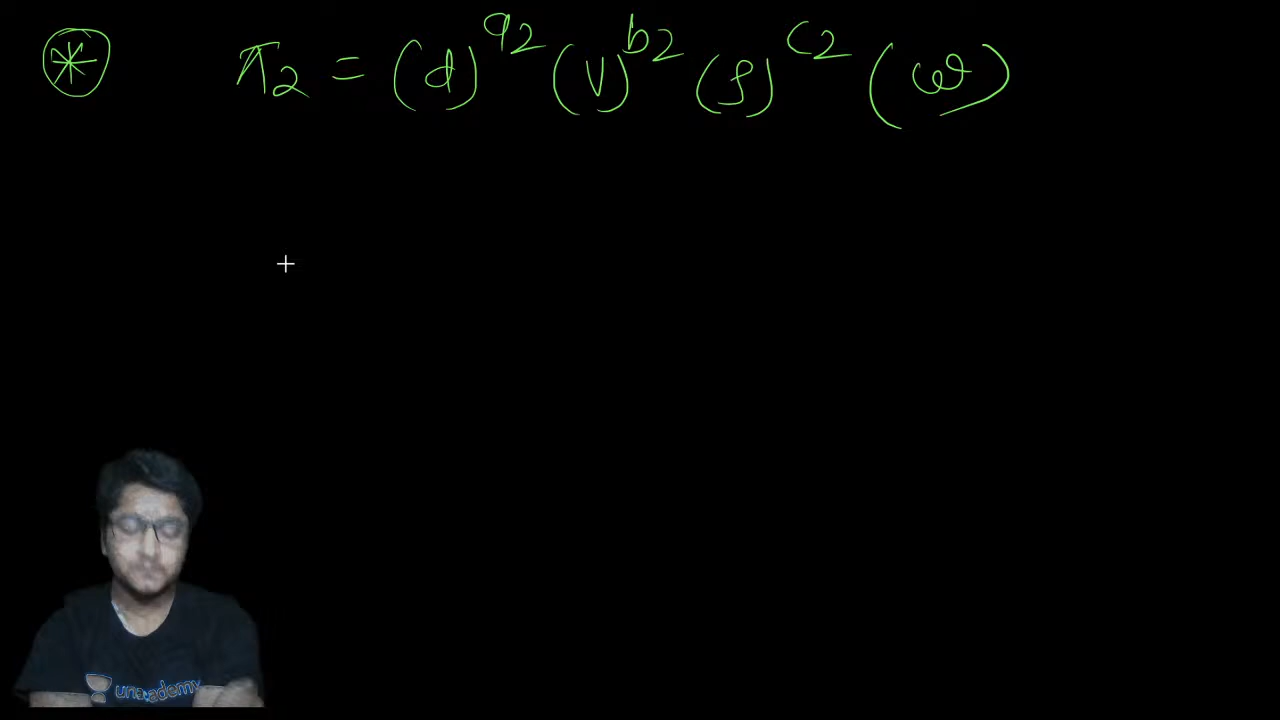 * π₂ = (d)^a₂ (V)^b₂ (ρ)^c₂ (ω)
unacademy